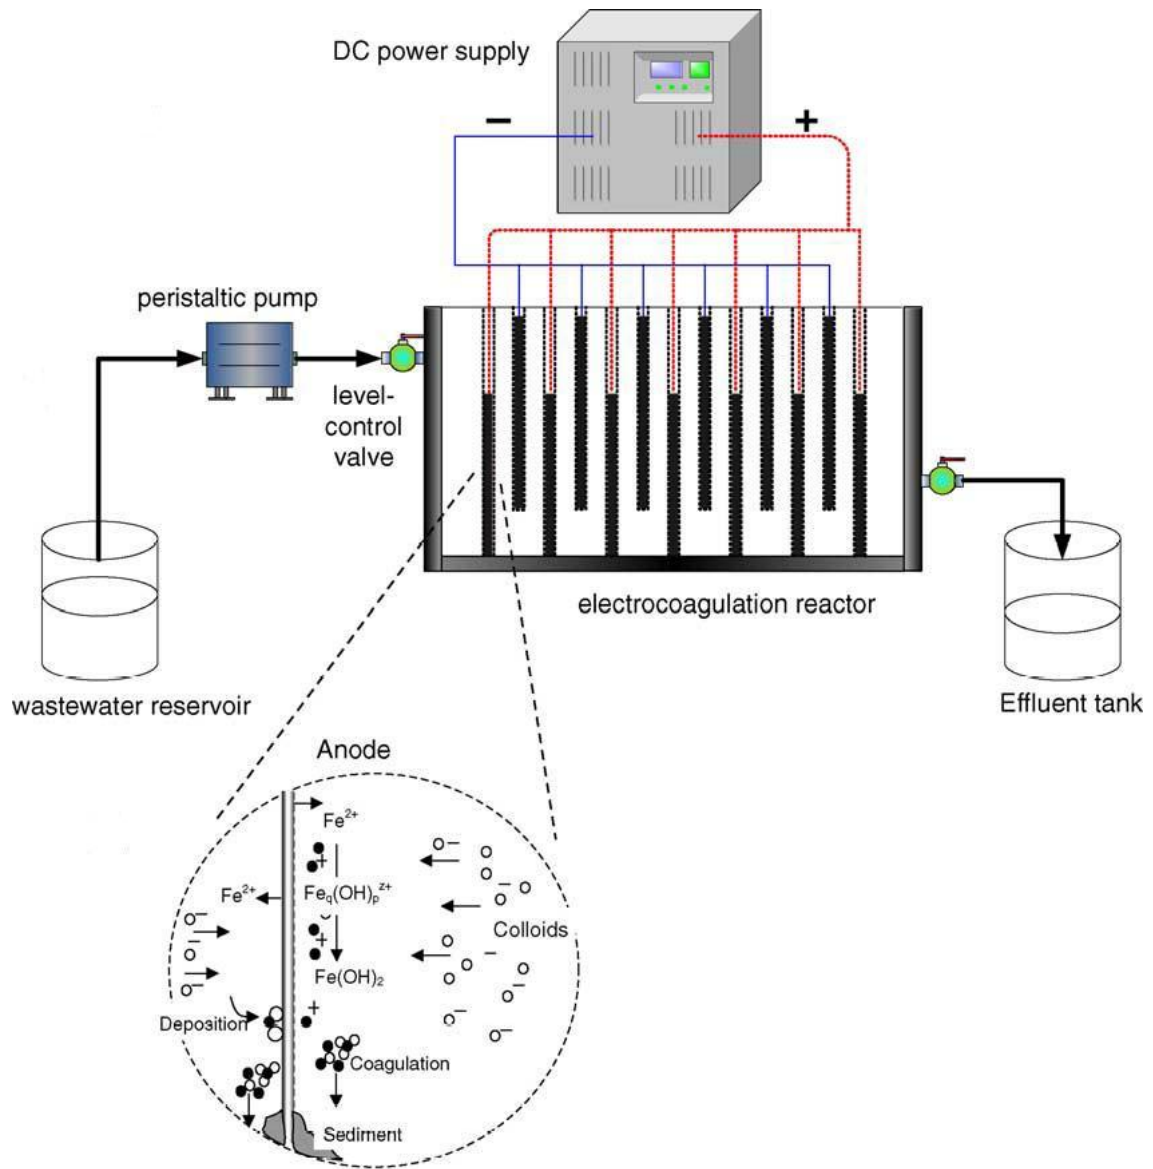 DC power supply
−
+
peristaltic pump
level-
control
valve
electrocoagulation reactor
wastewater reservoir
Effluent tank
Anode
Fe²⁺
+
Fe²⁺
Feq(OH)pᶻ⁺
Colloids
+
Fe(OH)₂
+
Deposition
Coagulation
Sediment